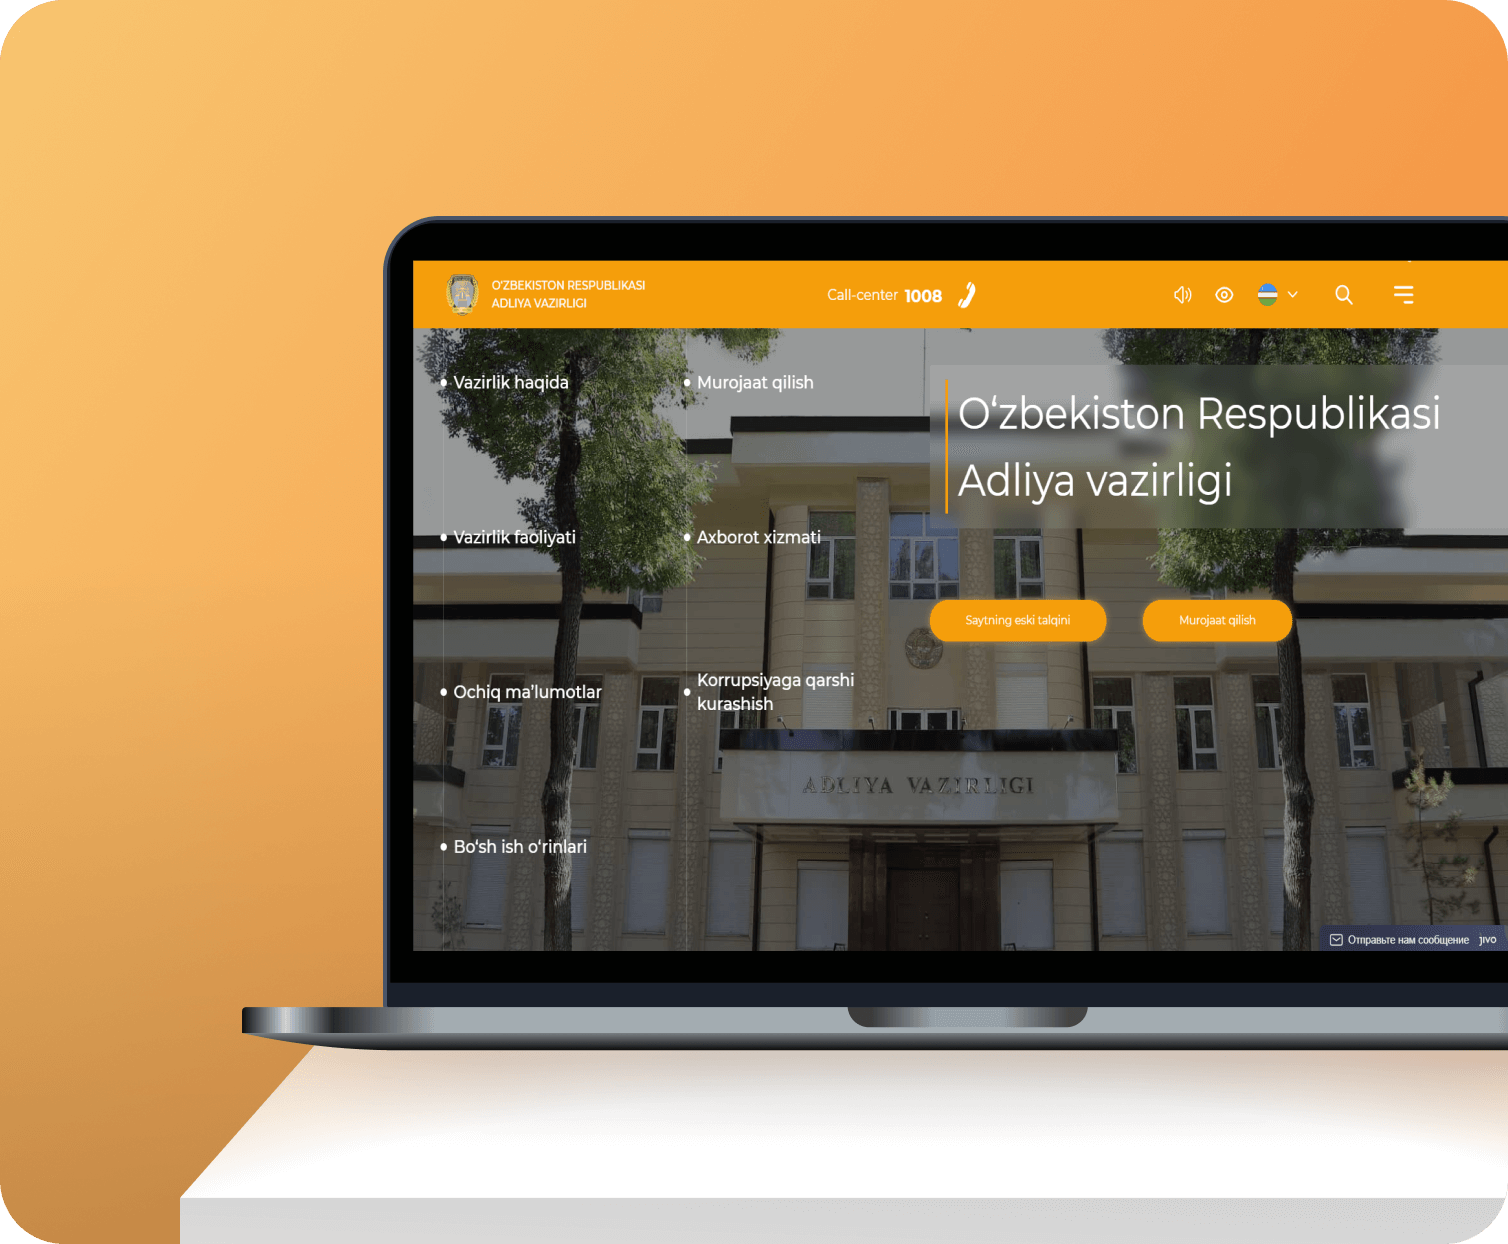 O'ZBEKISTON RESPUBLIKASI
ADLIYA VAZIRLIGI
Call-center 1008
Vazirlik haqida
Murojaat qilish
O‘zbekiston Respublikasi
Adliya vazirligi
Vazirlik faoliyati
Axborot xizmati
Saytning eski talqini
Murojaat qilish
Ochiq ma'lumotlar
Korrupsiyaga qarshi
kurashish
ADLIYA VAZIRLIGI
Bo'sh ish o'rinlari
Отправьте нам сообщение jivo